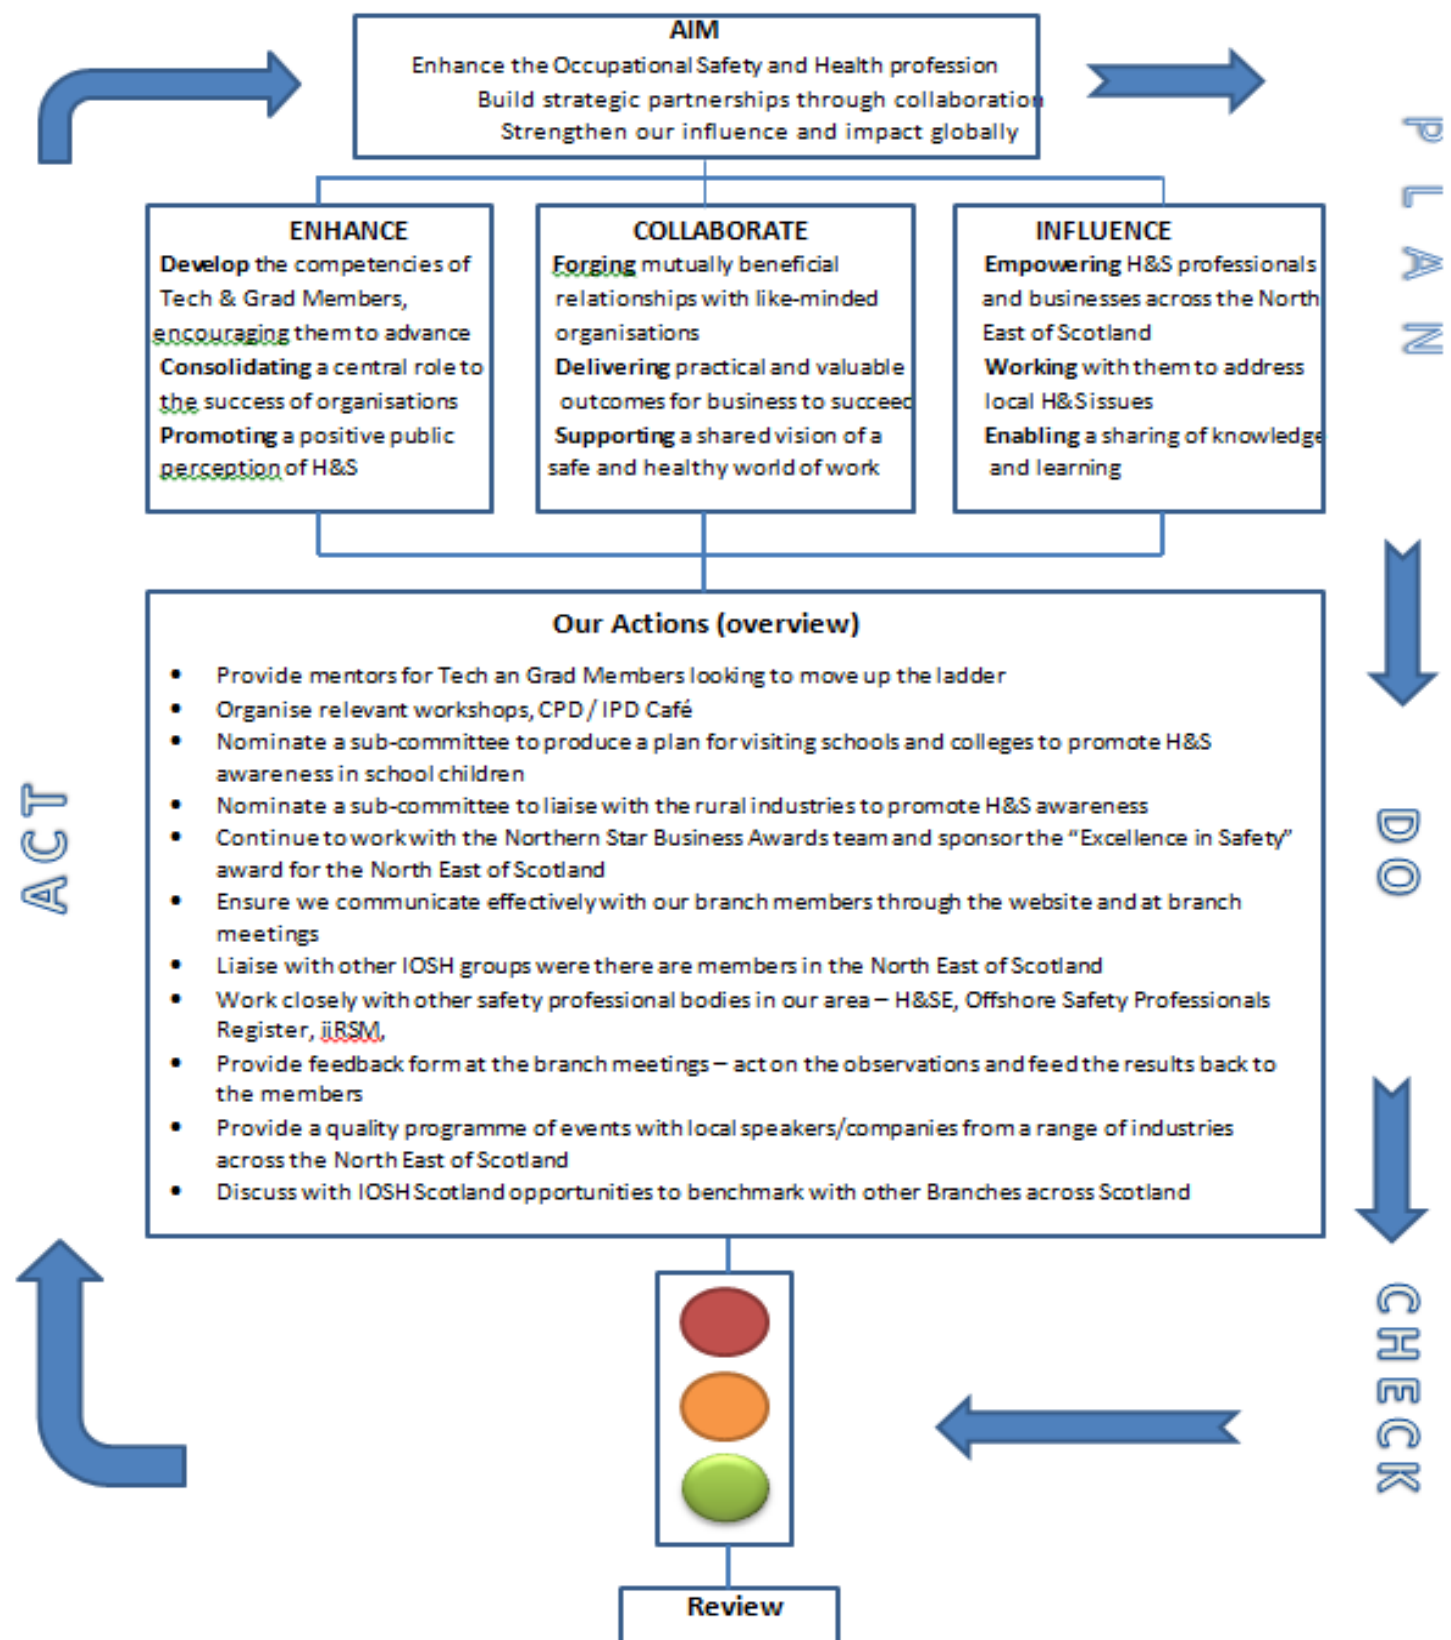 AIM
Enhance the Occupational Safety and Health profession
Build strategic partnerships through collaboration
Strengthen our influence and impact globally
PLAN
ENHANCE
Develop the competencies of
Tech & Grad Members,
encouraging them to advance
Consolidating a central role to
the success of organisations
Promoting a positive public
perception of H&S
COLLABORATE
Forging mutually beneficial
relationships with like-minded
organisations
Delivering practical and valuable
outcomes for business to succeed
Supporting a shared vision of a
safe and healthy world of work
INFLUENCE
Empowering H&S professionals
and businesses across the North
East of Scotland
Working with them to address
local H&S issues
Enabling a sharing of knowledge
and learning
Our Actions (overview)
• Provide mentors for Tech an Grad Members looking to move up the ladder
• Organise relevant workshops, CPD / IPD Café
• Nominate a sub-committee to produce a plan for visiting schools and colleges to promote H&S
awareness in school children
• Nominate a sub-committee to liaise with the rural industries to promote H&S awareness
• Continue to work with the Northern Star Business Awards team and sponsor the “Excellence in Safety”
award for the North East of Scotland
• Ensure we communicate effectively with our branch members through the website and at branch
meetings
• Liaise with other IOSH groups were there are members in the North East of Scotland
• Work closely with other safety professional bodies in our area – H&SE, Offshore Safety Professionals
Register, iiRSM,
• Provide feedback form at the branch meetings – act on the observations and feed the results back to
the members
• Provide a quality programme of events with local speakers/companies from a range of industries
across the North East of Scotland
• Discuss with IOSH Scotland opportunities to benchmark with other Branches across Scotland
DO
ACT
CHECK
Review